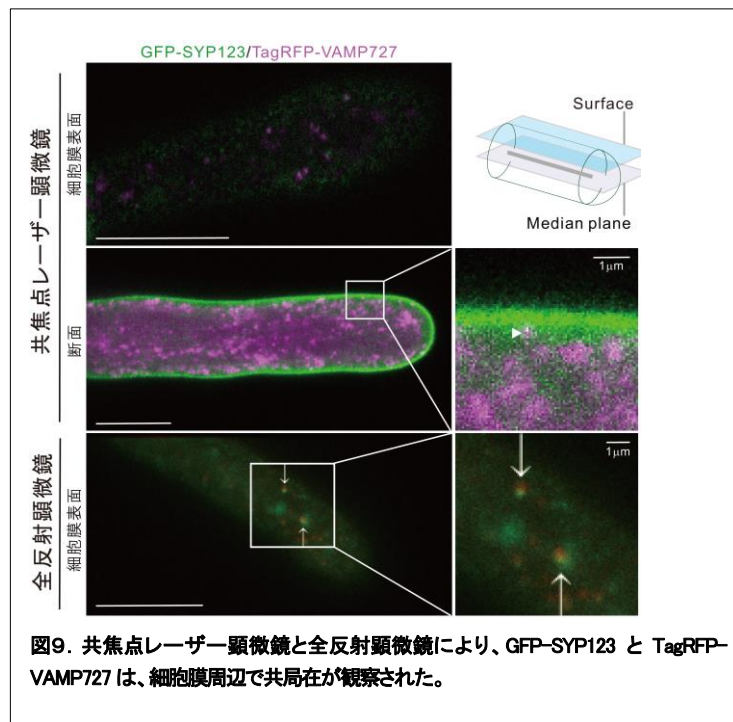 GFP-SYP123/TagRFP-VAMP727
共焦点レーザー顕微鏡
細胞膜表面
Surface
Median plane
断面
1μm
全反射顕微鏡
細胞膜表面
1μm
図9. 共焦点レーザー顕微鏡と全反射顕微鏡により、GFP-SYP123 と TagRFP-
VAMP727 は、細胞膜周辺で共局在が観察された。